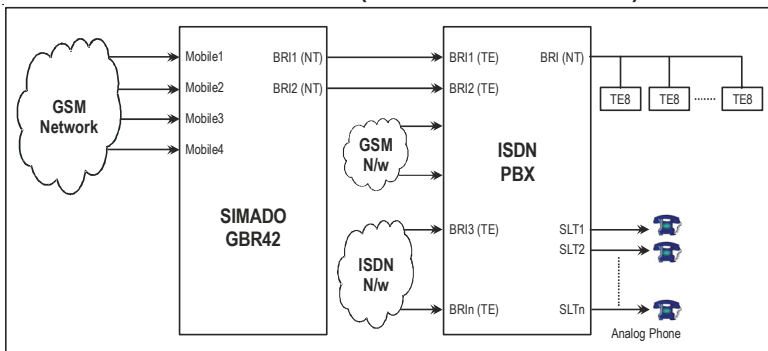 Mobile1
Mobile2
Mobile3
Mobile4
GSM
Network
BRI1 (NT)
BRI2 (NT)
SIMADO
GBR42
GSM
N/w
ISDN
N/w
BRI1 (TE)
BRI2 (TE)
BRI3 (TE)
BRIn (TE)
ISDN
PBX
BRI (NT)
TE8
TE8
TE8
SLT1
SLT2
SLTn
Analog Phone